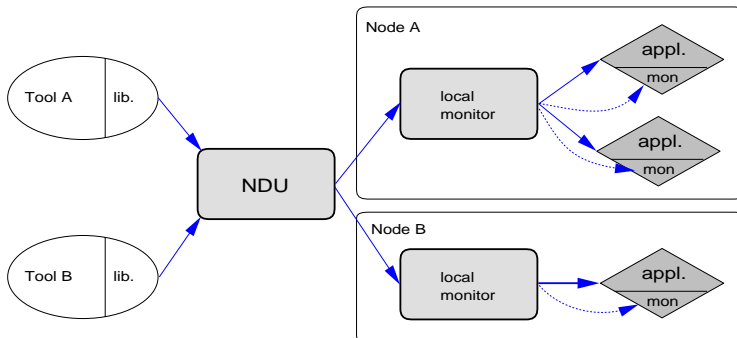 Tool A
lib.
Tool B
lib.
NDU
Node A
local
monitor
appl.
mon
appl.
mon
Node B
local
monitor
appl.
mon